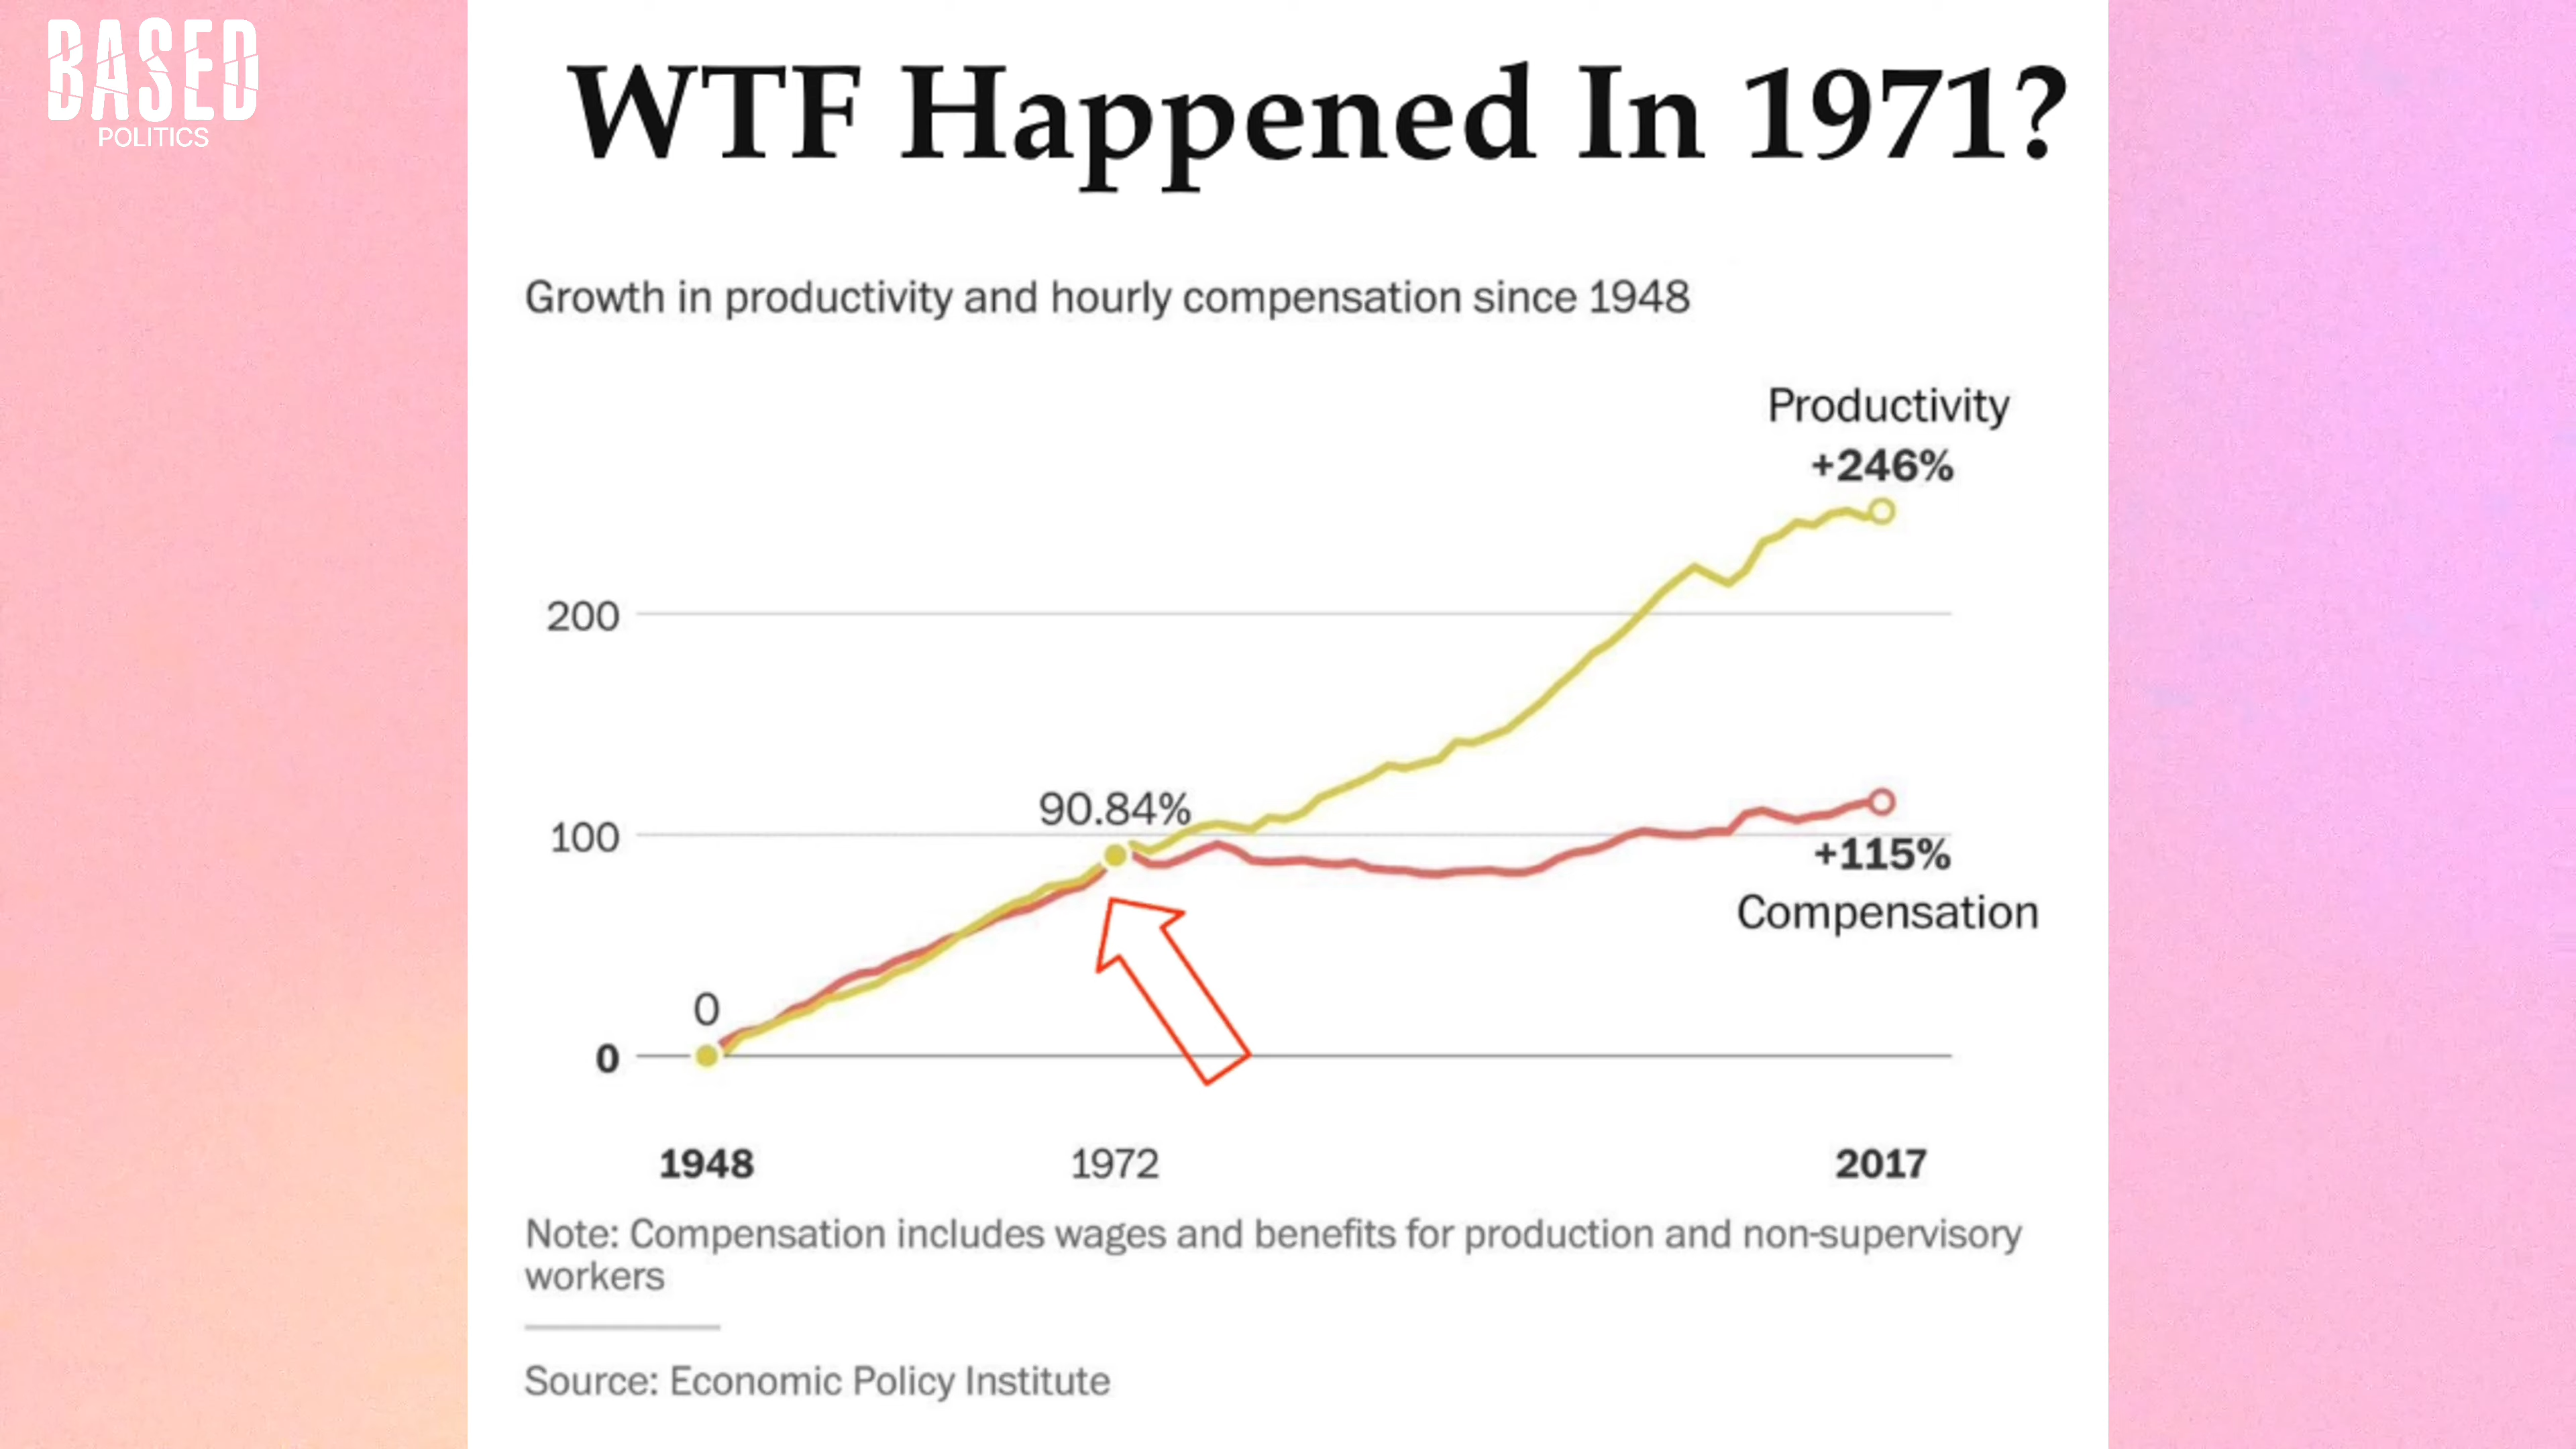 BASED
POLITICS
WTF Happened In 1971?
Growth in productivity and hourly compensation since 1948
Productivity
+246%
200
90.84%
100
+115%
Compensation
0
0
1948
1972
2017
Note: Compensation includes wages and benefits for production and non-supervisory
workers
Source: Economic Policy Institute